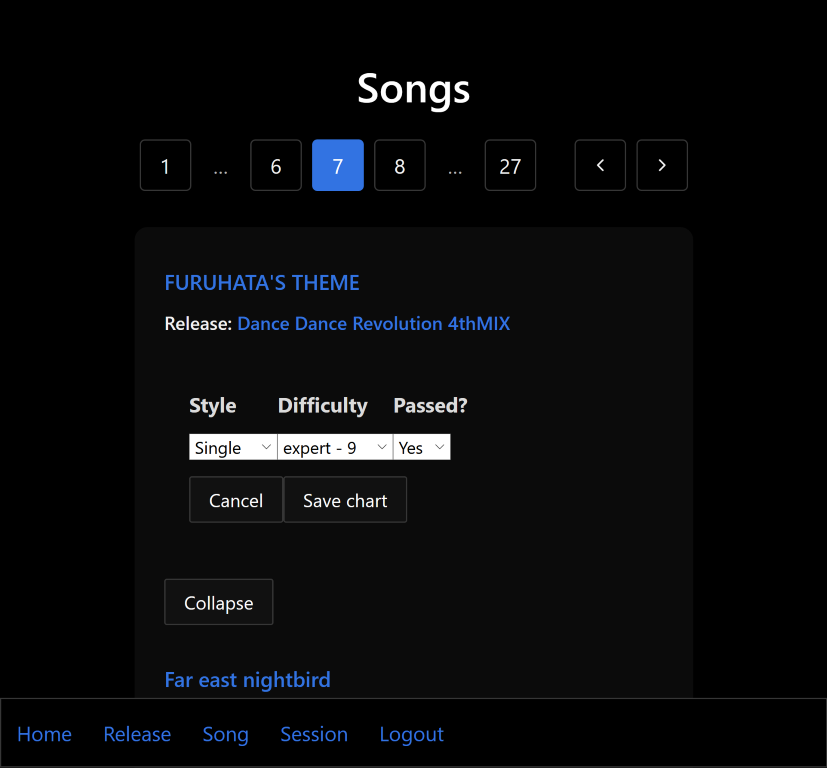 Songs
1 ... 6 7 8 ... 27 < >
FURUHATA'S THEME
Release: Dance Dance Revolution 4thMIX
Style Difficulty Passed?
Single expert - 9 Yes
Cancel Save chart
Collapse
Far east nightbird
Home Release Song Session Logout